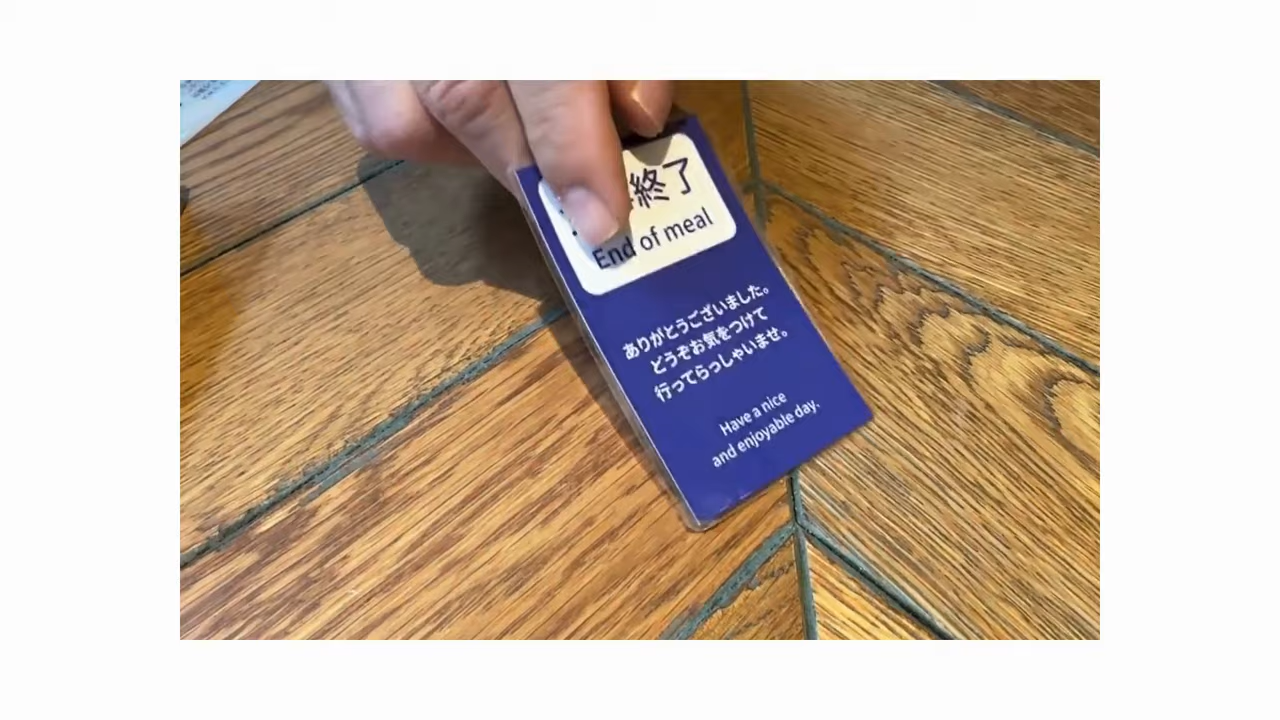 終了
End of meal
ありがとうございました。
どうぞお気をつけて
行ってらっしゃいませ。
Have a nice
and enjoyable day.